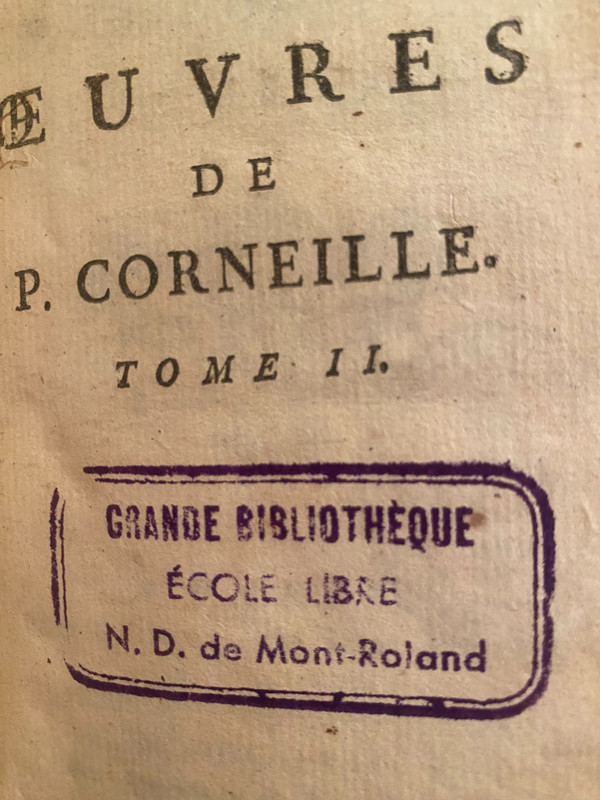 ŒUVRES
DE
P. CORNEILLE.
TOME II.
GRANDE BIBLIOTHÈQUE
ÉCOLE LIBRE
N. D. de Mont-Roland